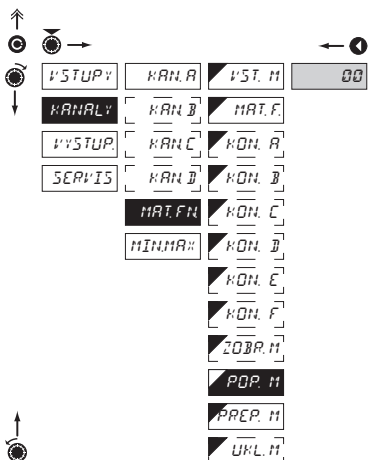 VSTUPY KAN. A VST. M 00
KANALY KAN. B MAT. F.
VYSTUP. KAN. C KON. A
SERVIS KAN. D KON. B
MAT. FN. KON. C
MIN.MAX KON. D
KON. E
KON. F
ZOBR. M
POP. M
PREP. M
UKL. M